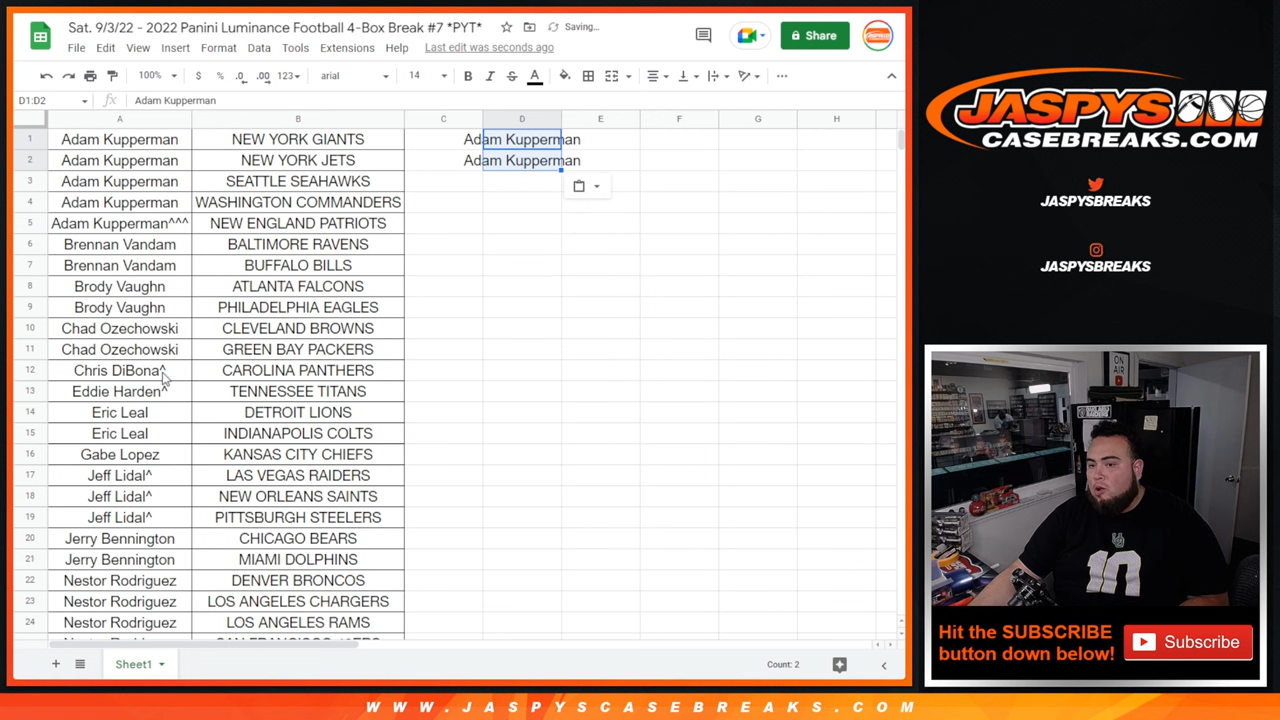 Sat. 9/3/22 - 2022 Panini Luminance Football 4-Box Break #7 *PYT*
Saving...
File Edit View Insert Format Data Tools Extensions Help Last edit was seconds ago
Share
100% $ % .0 .00 123 arial 14 B I S A
D1:D2 fx Adam Kupperman
A B C D E F G H
1 Adam Kupperman NEW YORK GIANTS Adam Kupperman
2 Adam Kupperman NEW YORK JETS Adam Kupperman
3 Adam Kupperman SEATTLE SEAHAWKS
4 Adam Kupperman WASHINGTON COMMANDERS
5 Adam Kupperman^^^ NEW ENGLAND PATRIOTS
6 Brennan Vandam BALTIMORE RAVENS
7 Brennan Vandam BUFFALO BILLS
8 Brody Vaughn ATLANTA FALCONS
9 Brody Vaughn PHILADELPHIA EAGLES
10 Chad Ozechowski CLEVELAND BROWNS
11 Chad Ozechowski GREEN BAY PACKERS
12 Chris DiBona^ CAROLINA PANTHERS
13 Eddie Harden^ TENNESSEE TITANS
14 Eric Leal DETROIT LIONS
15 Eric Leal INDIANAPOLIS COLTS
16 Gabe Lopez KANSAS CITY CHIEFS
17 Jeff Lidal^ LAS VEGAS RAIDERS
18 Jeff Lidal^ NEW ORLEANS SAINTS
19 Jeff Lidal^ PITTSBURGH STEELERS
20 Jerry Bennington CHICAGO BEARS
21 Jerry Bennington MIAMI DOLPHINS
22 Nestor Rodriguez DENVER BRONCOS
23 Nestor Rodriguez LOS ANGELES CHARGERS
24 Nestor Rodriguez LOS ANGELES RAMS
Sheet1
Count: 2
JASPYS
CASEBREAKS.COM
JASPYSBREAKS
JASPYSBREAKS
ON AIR
10
Hit the SUBSCRIBE
button down below!
Subscribe
WWW.JASPYSCASEBREAKS.COM